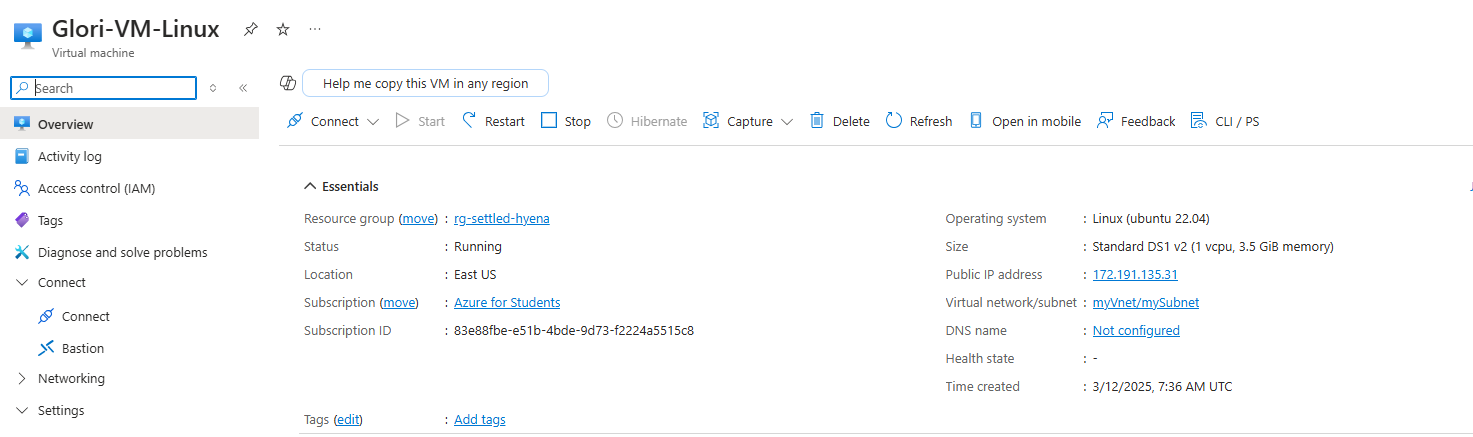 Glori-VM-Linux
Virtual machine
Search
Overview
Activity log
Access control (IAM)
Tags
Diagnose and solve problems
Connect
Connect
Bastion
Networking
Settings
Help me copy this VM in any region
Connect Start Restart Stop Hibernate Capture Delete Refresh Open in mobile Feedback CLI / PS
Essentials
Resource group (move) : rg-settled-hyena
Status : Running
Location : East US
Subscription (move) : Azure for Students
Subscription ID : 83e88fbe-e51b-4bde-9d73-f2224a5515c8
Operating system : Linux (ubuntu 22.04)
Size : Standard DS1 v2 (1 vcpu, 3.5 GiB memory)
Public IP address : 172.191.135.31
Virtual network/subnet : myVnet/mySubnet
DNS name : Not configured
Health state : -
Time created : 3/12/2025, 7:36 AM UTC
Tags (edit) : Add tags